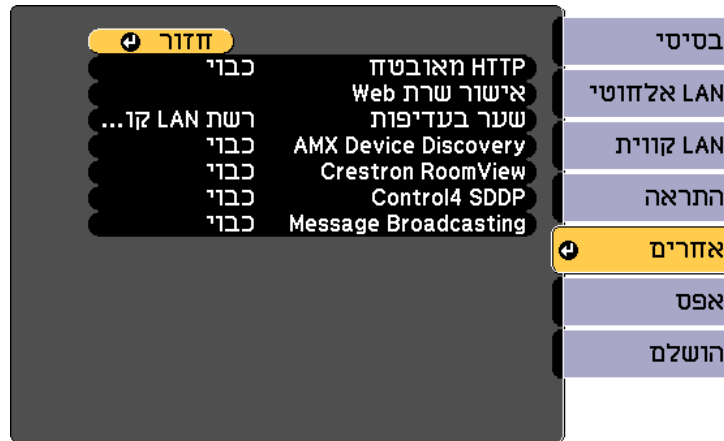 חזור
HTTP מאובטח כבוי
אישור שרת Web
שער בעדיפות רשת LAN קו...
AMX Device Discovery כבוי
Crestron RoomView כבוי
Control4 SDDP כבוי
Message Broadcasting כבוי
בסיסי
LAN אלחוטי
LAN קווית
התראה
אחרים
אפס
הושלם